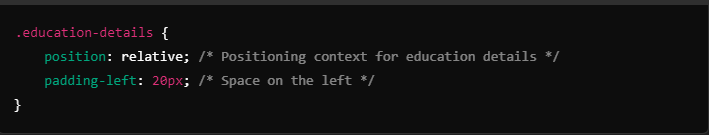 .education-details {
    position: relative; /* Positioning context for education details */
    padding-left: 20px; /* Space on the left */
}